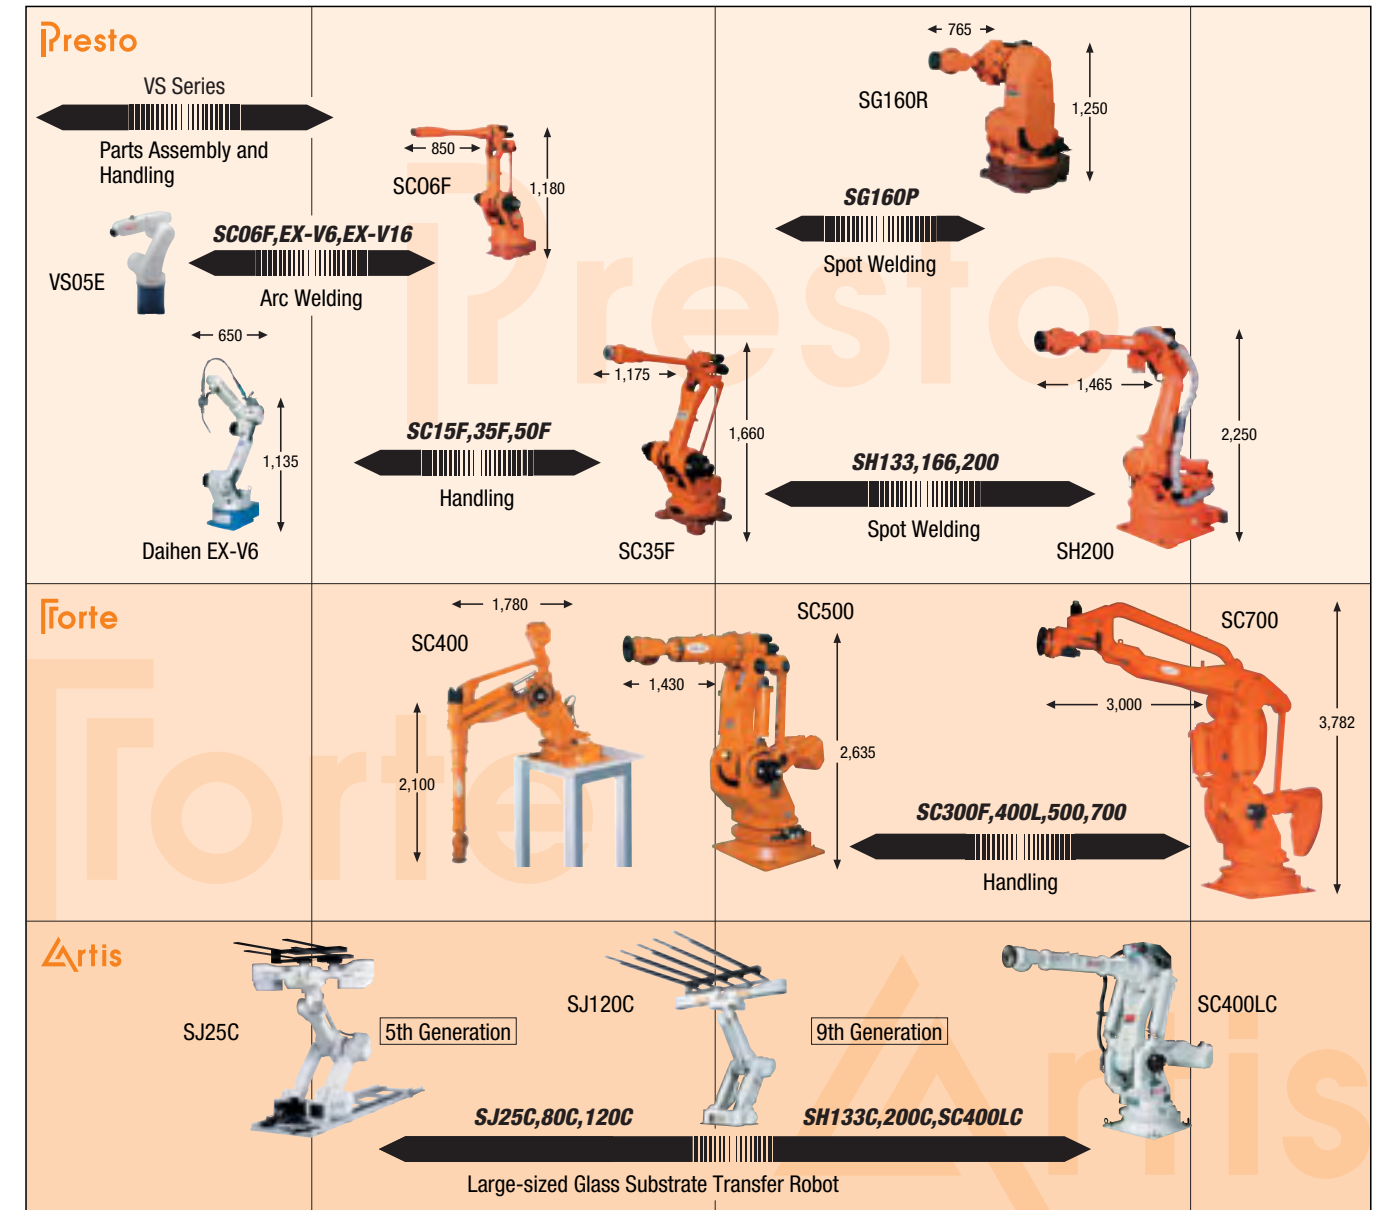 Presto
VS Series
Parts Assembly and
Handling
VS05E
SC06F,EX-V6,EX-V16
Arc Welding
850
SC06F
1,180
765
SG160R
1,250
SG160P
Spot Welding
Presto
650
1,135
Daihen EX-V6
SC15F,35F,50F
Handling
1,175
1,660
SC35F
SH133,166,200
Spot Welding
1,465
2,250
SH200
Forte
1,780
SC400
2,100
SC500
1,430
2,635
SC700
3,000
3,782
SC300F,400L,500,700
Handling
Forte
Artis
SJ25C
5th Generation
SJ120C
9th Generation
SC400LC
SJ25C,80C,120C
SH133C,200C,SC400LC
Large-sized Glass Substrate Transfer Robot
Artis